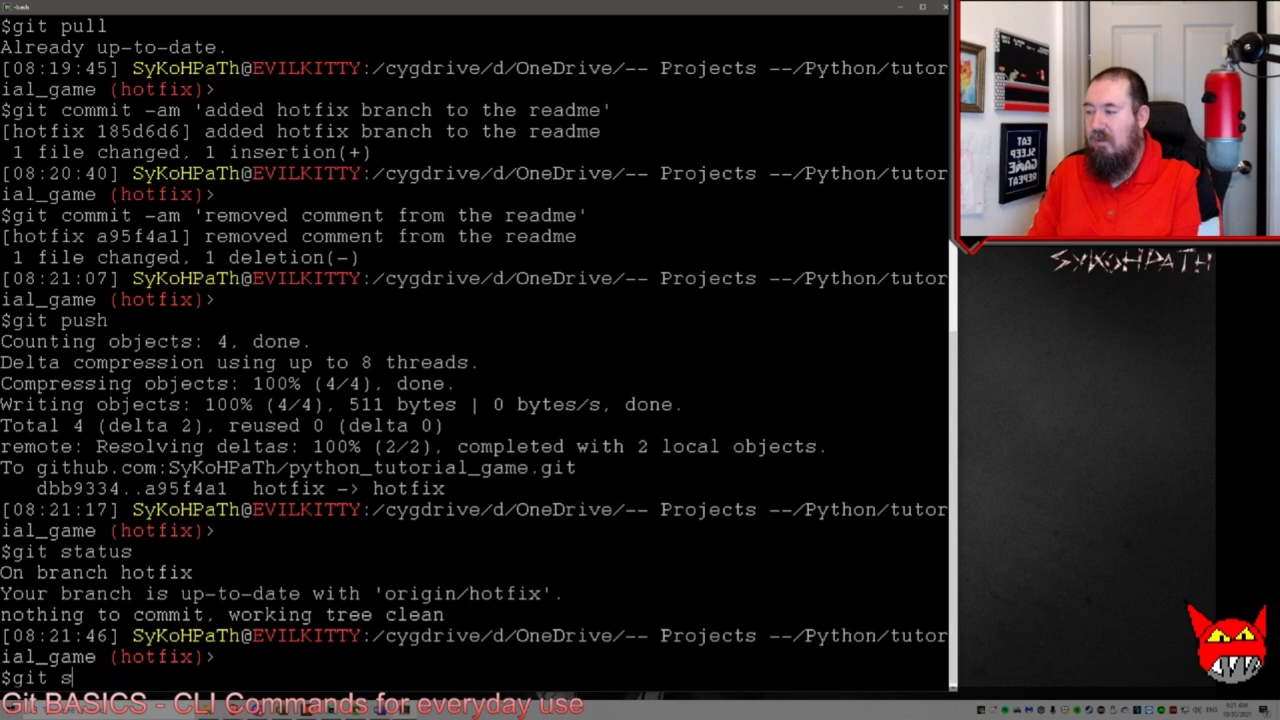 ~bash
$git pull
Already up-to-date.
[08:19:45] SyKoHPaTh@EVILKITTY:/cygdrive/d/OneDrive/-- Projects --/Python/tutor
ial_game (hotfix)>
$git commit -am 'added hotfix branch to the readme'
[hotfix 185d6d6] added hotfix branch to the readme
 1 file changed, 1 insertion(+)
[08:20:40] SyKoHPaTh@EVILKITTY:/cygdrive/d/OneDrive/-- Projects --/Python/tutor
ial_game (hotfix)>
$git commit -am 'removed comment from the readme'
[hotfix a95f4a1] removed comment from the readme
 1 file changed, 1 deletion(-)
[08:21:07] SyKoHPaTh@EVILKITTY:/cygdrive/d/OneDrive/-- Projects --/Python/tutor
ial_game (hotfix)>
$git push
Counting objects: 4, done.
Delta compression using up to 8 threads.
Compressing objects: 100% (4/4), done.
Writing objects: 100% (4/4), 511 bytes | 0 bytes/s, done.
Total 4 (delta 2), reused 0 (delta 0)
remote: Resolving deltas: 100% (2/2), completed with 2 local objects.
To github.com:SyKoHPaTh/python_tutorial_game.git
   dbb9334..a95f4a1  hotfix -> hotfix
[08:21:17] SyKoHPaTh@EVILKITTY:/cygdrive/d/OneDrive/-- Projects --/Python/tutor
ial_game (hotfix)>
$git status
On branch hotfix
Your branch is up-to-date with 'origin/hotfix'.
nothing to commit, working tree clean
[08:21:46] SyKoHPaTh@EVILKITTY:/cygdrive/d/OneDrive/-- Projects --/Python/tutor
ial_game (hotfix)>
$git s
EAT
SLEEP
GAME
REPEAT
SYKOHPATH
Git BASICS - CLI Commands for everyday use
ENG